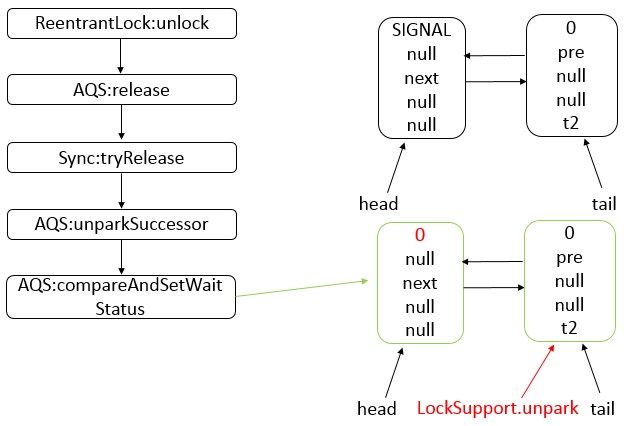 ReentrantLock:unlock
AQS:release
Sync:tryRelease
AQS:unparkSuccessor
AQS:compareAndSetWait
Status
SIGNAL
null
next
null
null
0
pre
null
null
t2
head
tail
0
null
next
null
null
0
pre
null
null
t2
head
LockSupport.unpark
tail